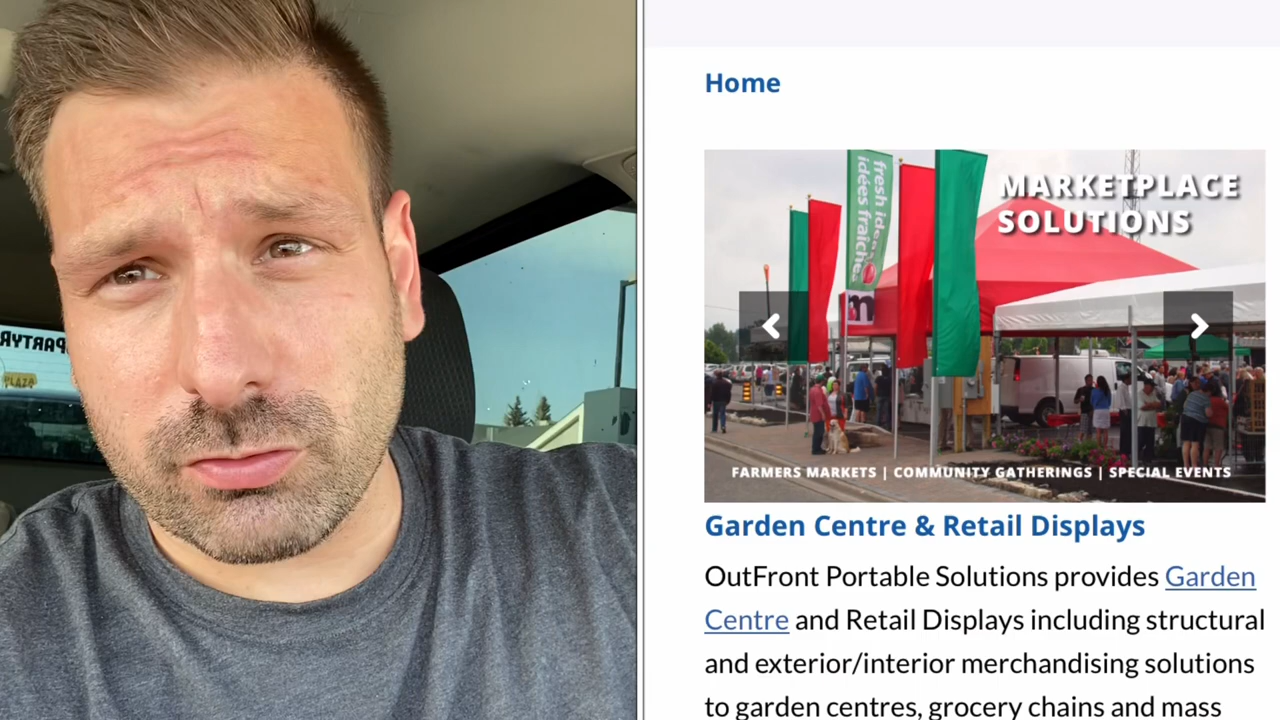 PARTY
PLAZA
Home
fresh ideas
idées fraîches
m
MARKETPLACE
SOLUTIONS
FARMERS MARKETS | COMMUNITY GATHERINGS | SPECIAL EVENTS
Garden Centre & Retail Displays
OutFront Portable Solutions provides Garden
Centre and Retail Displays including structural
and exterior/interior merchandising solutions
to garden centres, grocery chains and mass